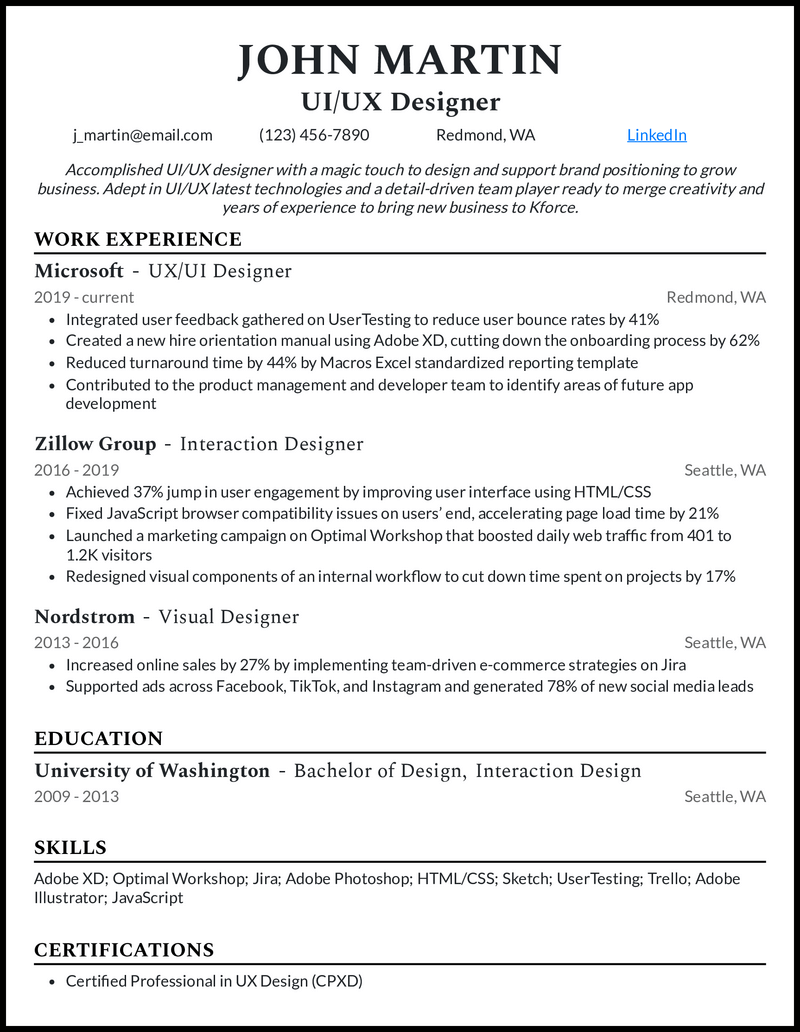 JOHN MARTIN
UI/UX Designer
j_martin@email.com (123) 456-7890 Redmond, WA LinkedIn
Accomplished UI/UX designer with a magic touch to design and support brand positioning to grow
business. Adept in UI/UX latest technologies and a detail-driven team player ready to merge creativity and
years of experience to bring new business to Kforce.
WORK EXPERIENCE
Microsoft - UX/UI Designer
2019 - current Redmond, WA
• Integrated user feedback gathered on UserTesting to reduce user bounce rates by 41%
• Created a new hire orientation manual using Adobe XD, cutting down the onboarding process by 62%
• Reduced turnaround time by 44% by Macros Excel standardized reporting template
• Contributed to the product management and developer team to identify areas of future app
development
Zillow Group - Interaction Designer
2016 - 2019 Seattle, WA
• Achieved 37% jump in user engagement by improving user interface using HTML/CSS
• Fixed JavaScript browser compatibility issues on users’ end, accelerating page load time by 21%
• Launched a marketing campaign on Optimal Workshop that boosted daily web traffic from 401 to
1.2K visitors
• Redesigned visual components of an internal workflow to cut down time spent on projects by 17%
Nordstrom - Visual Designer
2013 - 2016 Seattle, WA
• Increased online sales by 27% by implementing team-driven e-commerce strategies on Jira
• Supported ads across Facebook, TikTok, and Instagram and generated 78% of new social media leads
EDUCATION
University of Washington - Bachelor of Design, Interaction Design
2009 - 2013 Seattle, WA
SKILLS
Adobe XD; Optimal Workshop; Jira; Adobe Photoshop; HTML/CSS; Sketch; UserTesting; Trello; Adobe
Illustrator; JavaScript
CERTIFICATIONS
• Certified Professional in UX Design (CPXD)